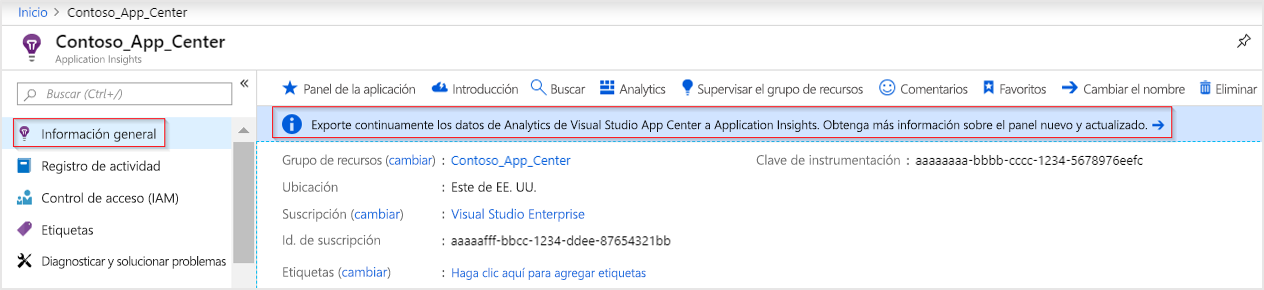 Inicio > Contoso_App_Center
Contoso_App_Center
Application Insights
Buscar (Ctrl+/)
«
Información general
Registro de actividad
Control de acceso (IAM)
Etiquetas
Diagnosticar y solucionar problemas
Panel de la aplicación Introducción Buscar Analytics Supervisar el grupo de recursos Comentarios Favoritos Cambiar el nombre Eliminar
Exporte continuamente los datos de Analytics de Visual Studio App Center a Application Insights. Obtenga más información sobre el panel nuevo y actualizado. →
Grupo de recursos (cambiar) : Contoso_App_Center Clave de instrumentación : aaaaaaaa-bbbb-cccc-1234-5678976eefc
Ubicación : Este de EE. UU.
Suscripción (cambiar) : Visual Studio Enterprise
Id. de suscripción : aaaaafff-bbcc-1234-ddee-87654321bb
Etiquetas (cambiar) : Haga clic aquí para agregar etiquetas